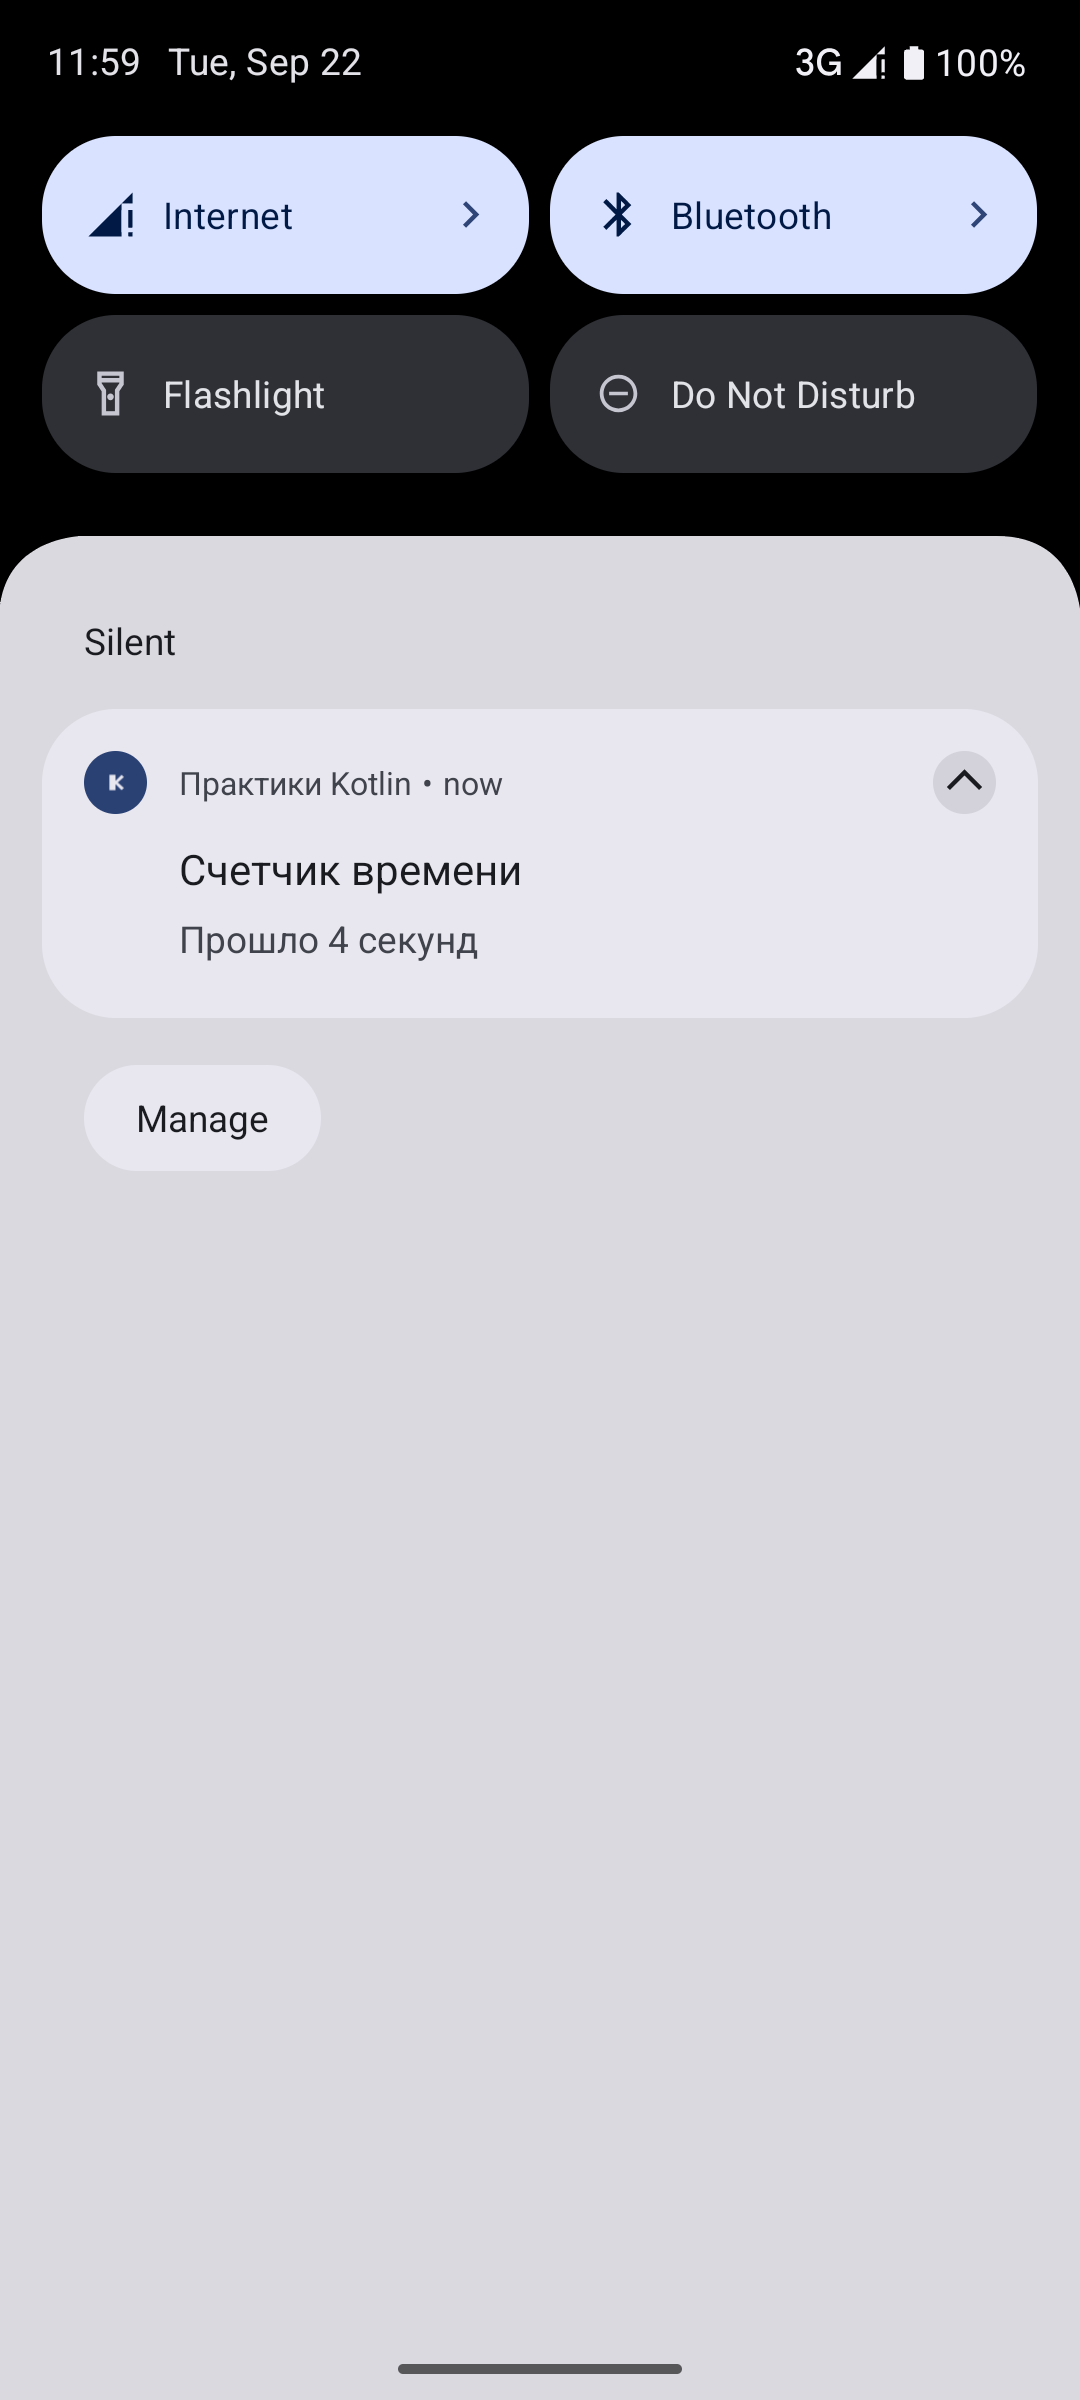 11:59 Tue, Sep 22 3G 100%
Internet Bluetooth
Flashlight Do Not Disturb
Silent
K Практики Kotlin • now
Счетчик времени
Прошло 4 секунд
Manage